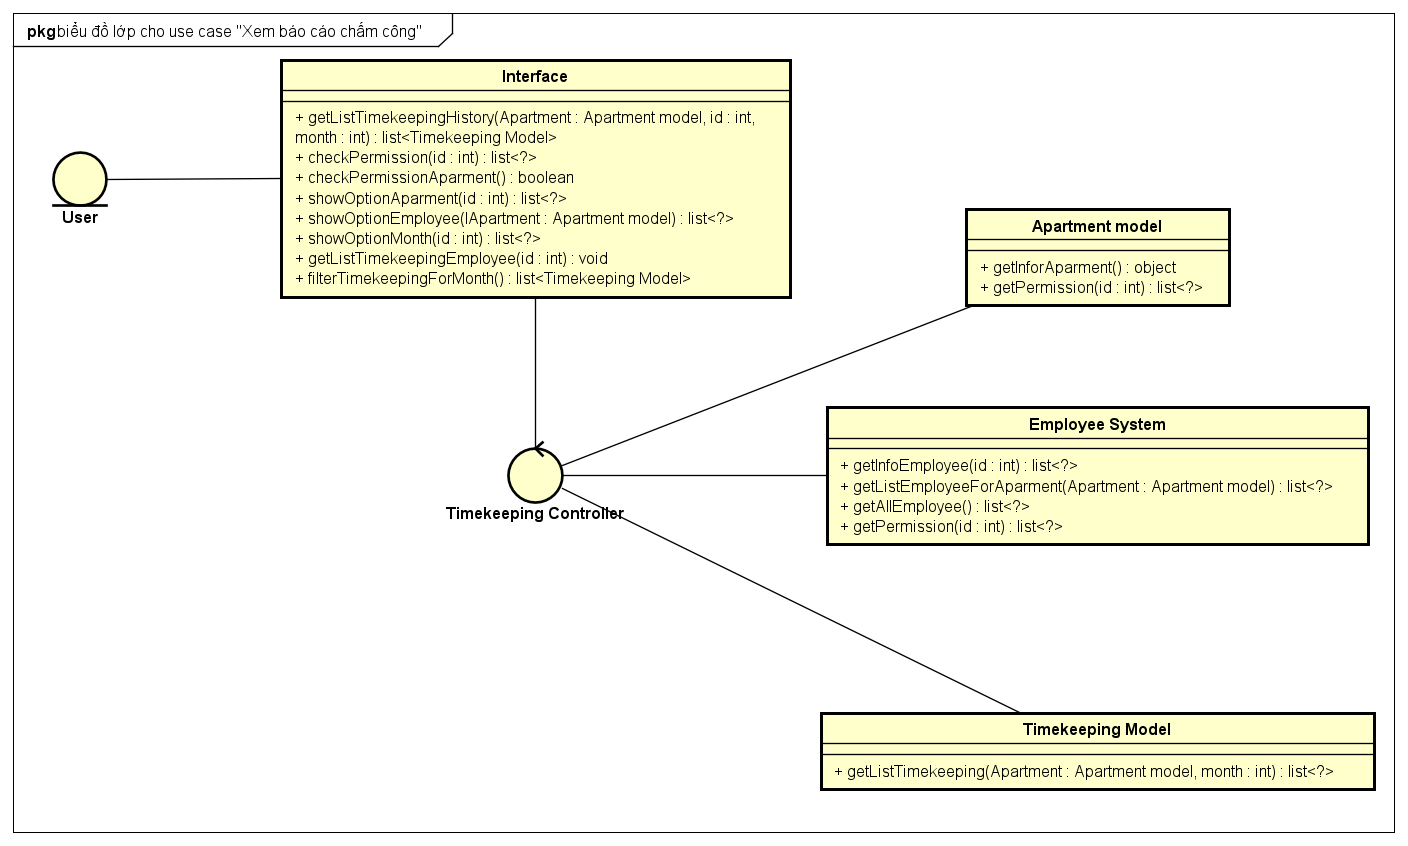 pkg biểu đồ lớp cho use case "Xem báo cáo chấm công"
Interface
+ getListTimekeepingHistory(Apartment : Apartment model, id : int,
month : int) : list<Timekeeping Model>
+ checkPermission(id : int) : list<?>
+ checkPermissionAparment() : boolean
+ showOptionAparment(id : int) : list<?>
+ showOptionEmployee(lApartment : Apartment model) : list<?>
+ showOptionMonth(id : int) : list<?>
+ getListTimekeepingEmployee(id : int) : void
+ filterTimekeepingForMonth() : list<Timekeeping Model>
User
Apartment model
+ getInforAparment() : object
+ getPermission(id : int) : list<?>
Employee System
+ getInfoEmployee(id : int) : list<?>
+ getListEmployeeForAparment(Apartment : Apartment model) : list<?>
+ getAllEmployee() : list<?>
+ getPermission(id : int) : list<?>
Timekeeping Controller
Timekeeping Model
+ getListTimekeeping(Apartment : Apartment model, month : int) : list<?>